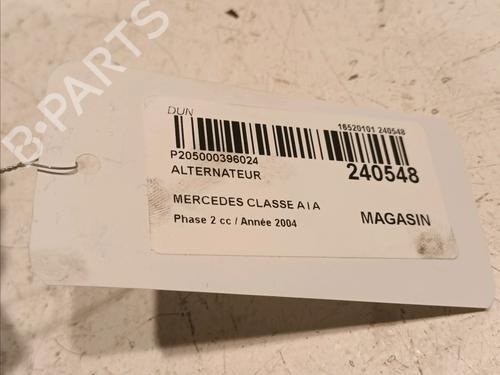 B-PARTS
DUN
16520101 240548
P205000396024
240548
ALTERNATEUR
MERCEDES CLASSE A I A
MAGASIN
Phase 2 cc / Année 2004